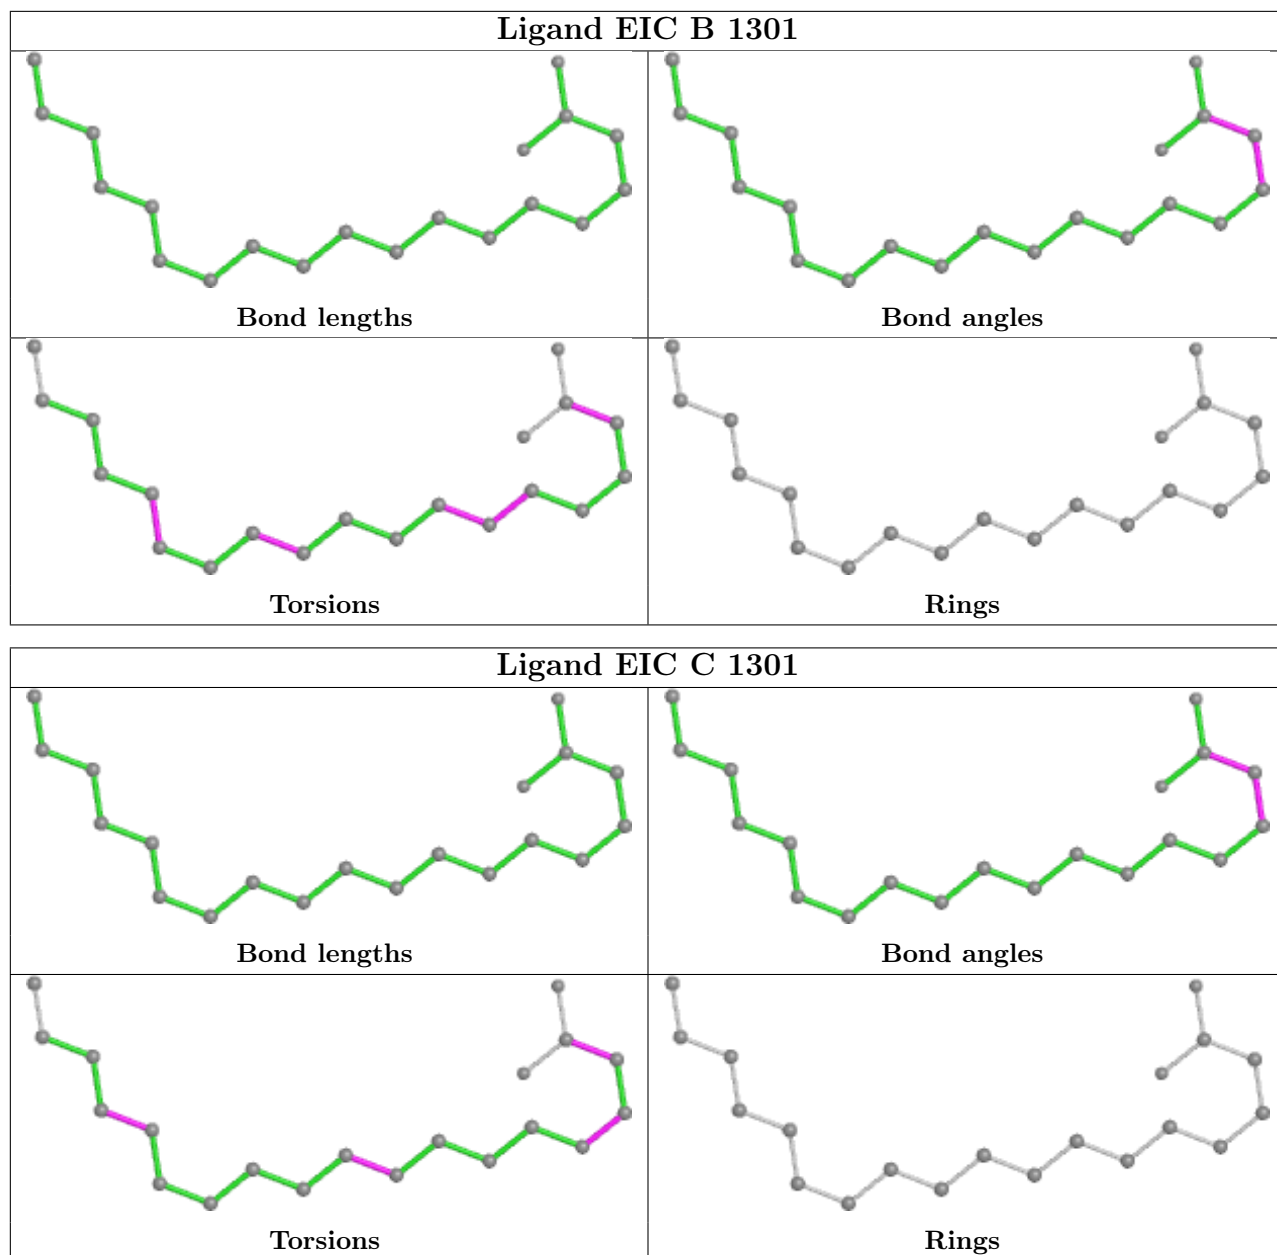 Ligand EIC B 1301
Bond lengths
Bond angles
Torsions
Rings
Ligand EIC C 1301
Bond lengths
Bond angles
Torsions
Rings